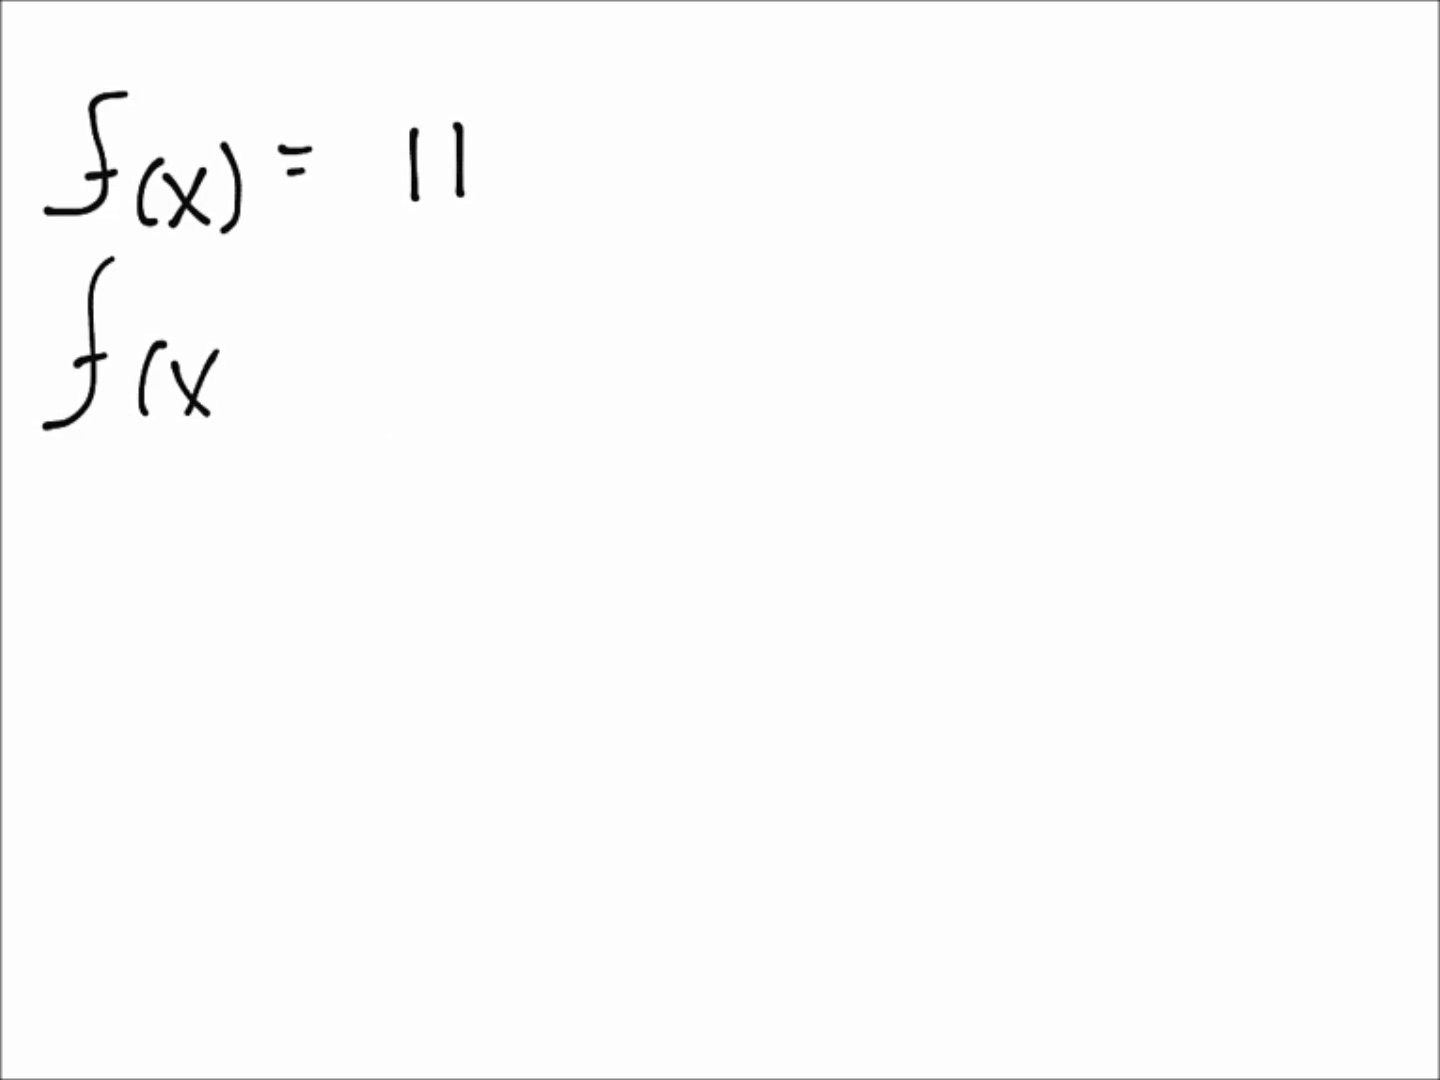 f(x) = 11
f(x